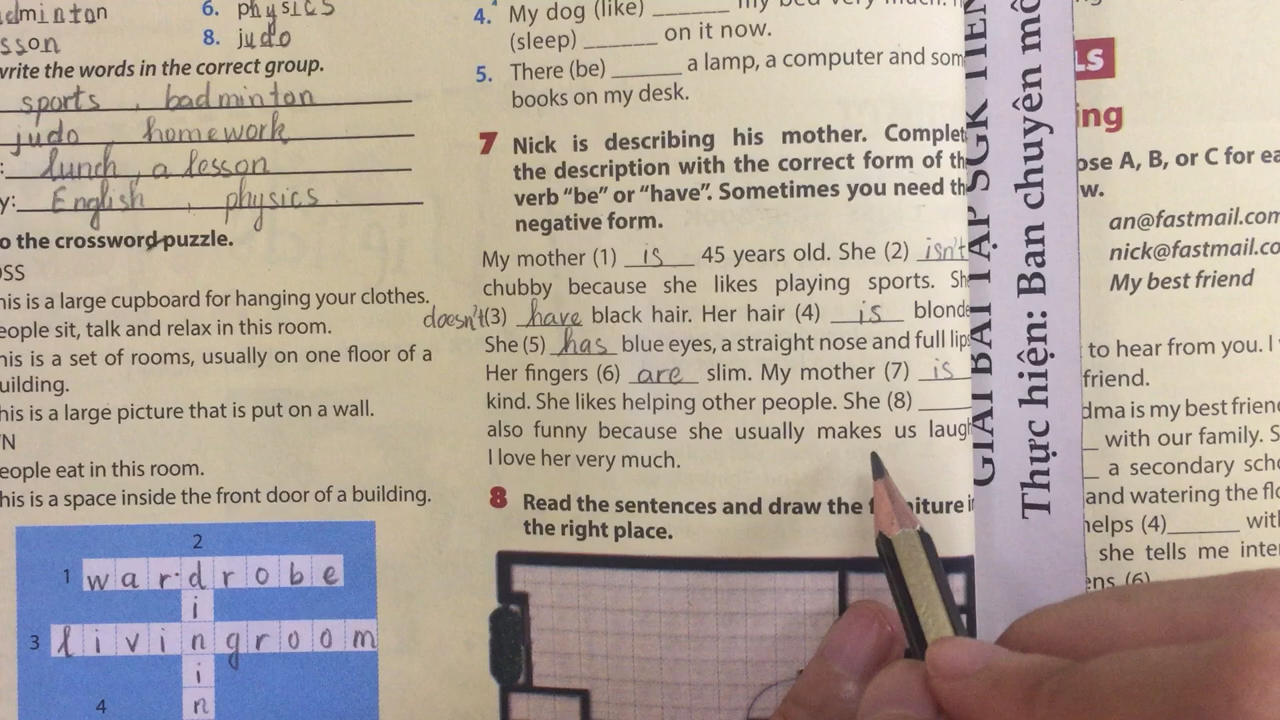 6. physics
sson
8. judo
write the words in the correct group.
sports , badminton
judo , homework
: lunch , a lesson
y: English , physics
o the crossword puzzle.
OSS
his is a large cupboard for hanging your clothes.
eople sit, talk and relax in this room.
his is a set of rooms, usually on one floor of a
uilding.
his is a large picture that is put on a wall.
eople eat in this room.
his is a space inside the front door of a building.
2
1 wardrobe
i
3 livingroom
i
4 n
4. My dog (like) ______ my bed very much.
(sleep) ______ on it now.
5. There (be) ______ a lamp, a computer and som
books on my desk.
7 Nick is describing his mother. Complet
the description with the correct form of th
verb "be" or "have". Sometimes you need th
negative form.
My mother (1) is 45 years old. She (2) isn't
chubby because she likes playing sports. Sh
doesn't (3) have black hair. Her hair (4) is blonde
She (5) has blue eyes, a straight nose and full lips
Her fingers (6) are slim. My mother (7) is
kind. She likes helping other people. She (8) ____
also funny because she usually makes us laugh
I love her very much.
8 Read the sentences and draw the furniture i
the right place.
GIẢI BÀI TẬP SGK TIẾN
Thực hiện: Ban chuyên mô
LS
ing
ose A, B, or C for ea
w.
an@fastmail.com
nick@fastmail.co
My best friend
to hear from you. I
friend.
dma is my best frien
with our family. S
a secondary scho
and watering the flo
helps (4)______ wit
she tells me inte
ens (6)